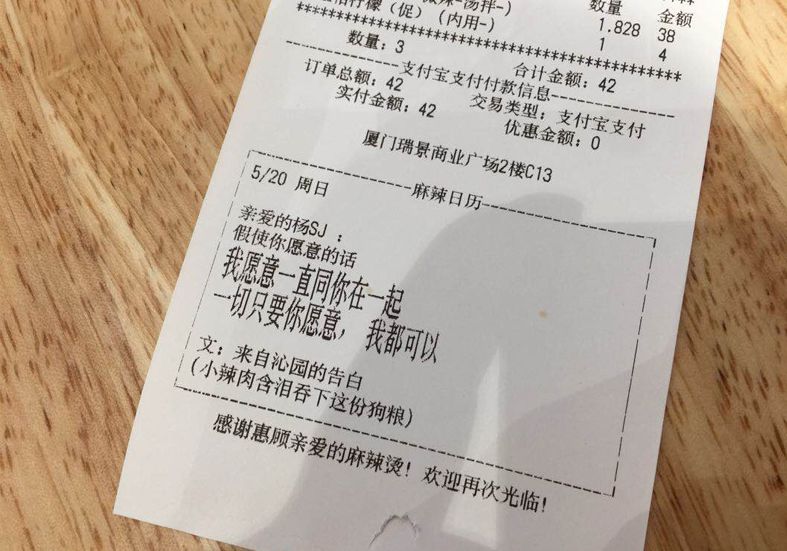 汤拌-) 数量 金额
柠檬（促）（内用-) 1.828 38
1 4
****************************************
数量：3 合计金额：42
----------支付宝支付付款信息----------
订单总额：42 交易类型：支付宝支付
实付金额：42 优惠金额：0
厦门瑞景商业广场2楼C13
5/20 周日 麻辣日历
亲爱的杨SJ：
假使你愿意的话
我愿意一直同你在一起
一切只要你愿意，我都可以
文：来自沁园的告白
(小辣肉含泪吞下这份狗粮)
感谢惠顾亲爱的麻辣烫！欢迎再次光临！